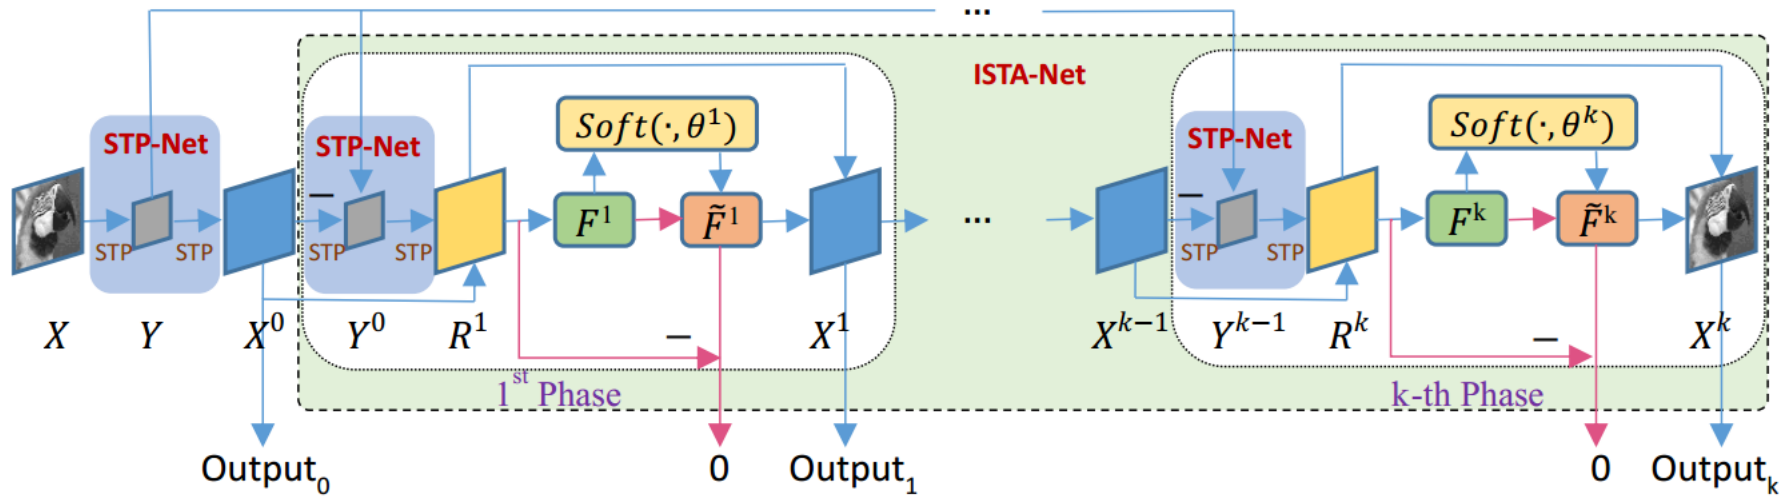 ...
ISTA-Net
STP-Net
STP-Net
Soft(·, θ¹)
STP-Net
Soft(·, θᵏ)
−
F¹
F̃¹
...
−
Fᵏ
F̃ᵏ
STP STP
STP STP
STP STP
X Y X⁰ Y⁰ R¹ − X¹ Xᵏ⁻¹ Yᵏ⁻¹ Rᵏ − Xᵏ
1ˢᵗ Phase
k-th Phase
Output₀ 0 Output₁ 0 Outputₖ